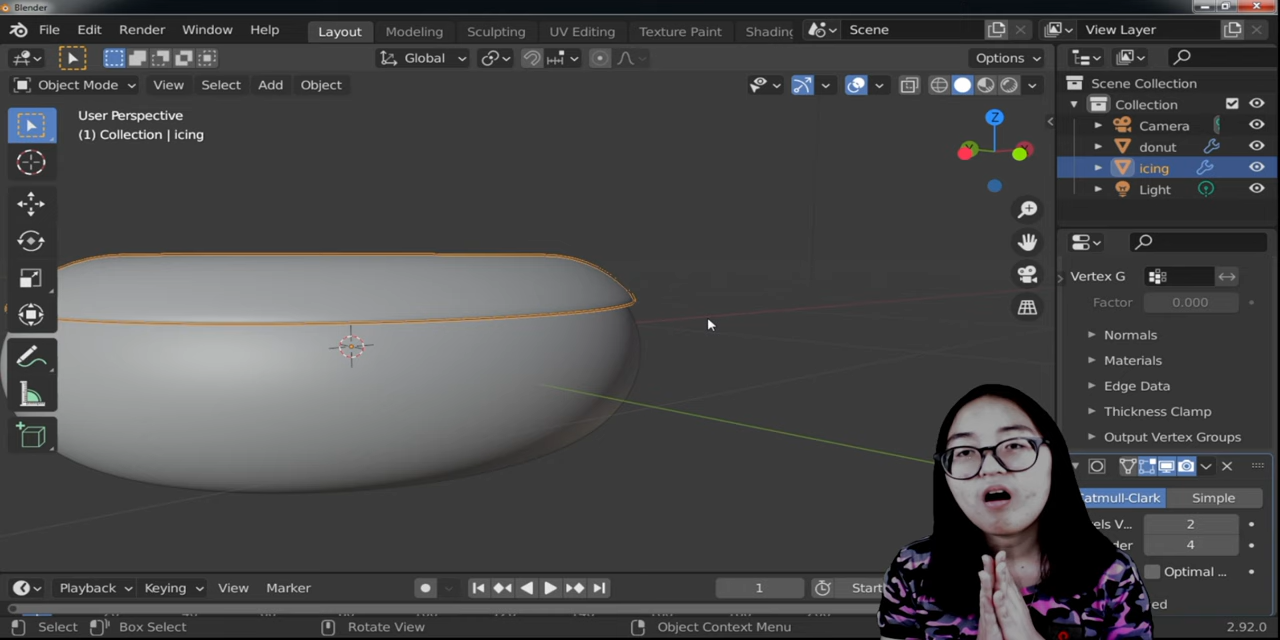 Blender
File Edit Render Window Help
Layout Modeling Sculpting UV Editing Texture Paint Shading
Scene
View Layer
Global
Options
Object Mode View Select Add Object
User Perspective
(1) Collection | icing
Z
Scene Collection
Collection
Camera
donut
icing
Light
Vertex G
Factor 0.000
Normals
Materials
Edge Data
Thickness Clamp
Output Vertex Groups
Catmull-Clark Simple
els V... 2
der 4
Optimal ...
ed
Playback Keying View Marker
1
Start
Select Box Select Rotate View Object Context Menu 2.92.0